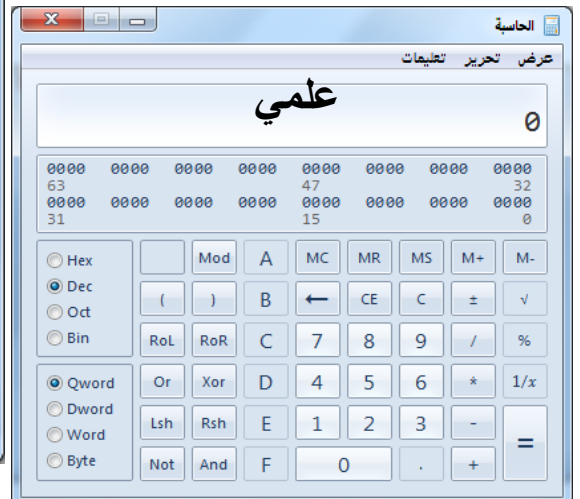 الحاسبة
عرض تحرير تعليمات
علمي
0
0000 0000 0000 0000 0000 0000 0000 0000
63 47 32
0000 0000 0000 0000 0000 0000 0000 0000
31 15 0
Hex Mod A MC MR MS M+ M-
Dec ( ) B ← CE C ± √
Oct
Bin RoL RoR C 7 8 9 / %
Qword Or Xor D 4 5 6 * 1/x
Dword
Word Lsh Rsh E 1 2 3 - =
Byte Not And F 0 . +